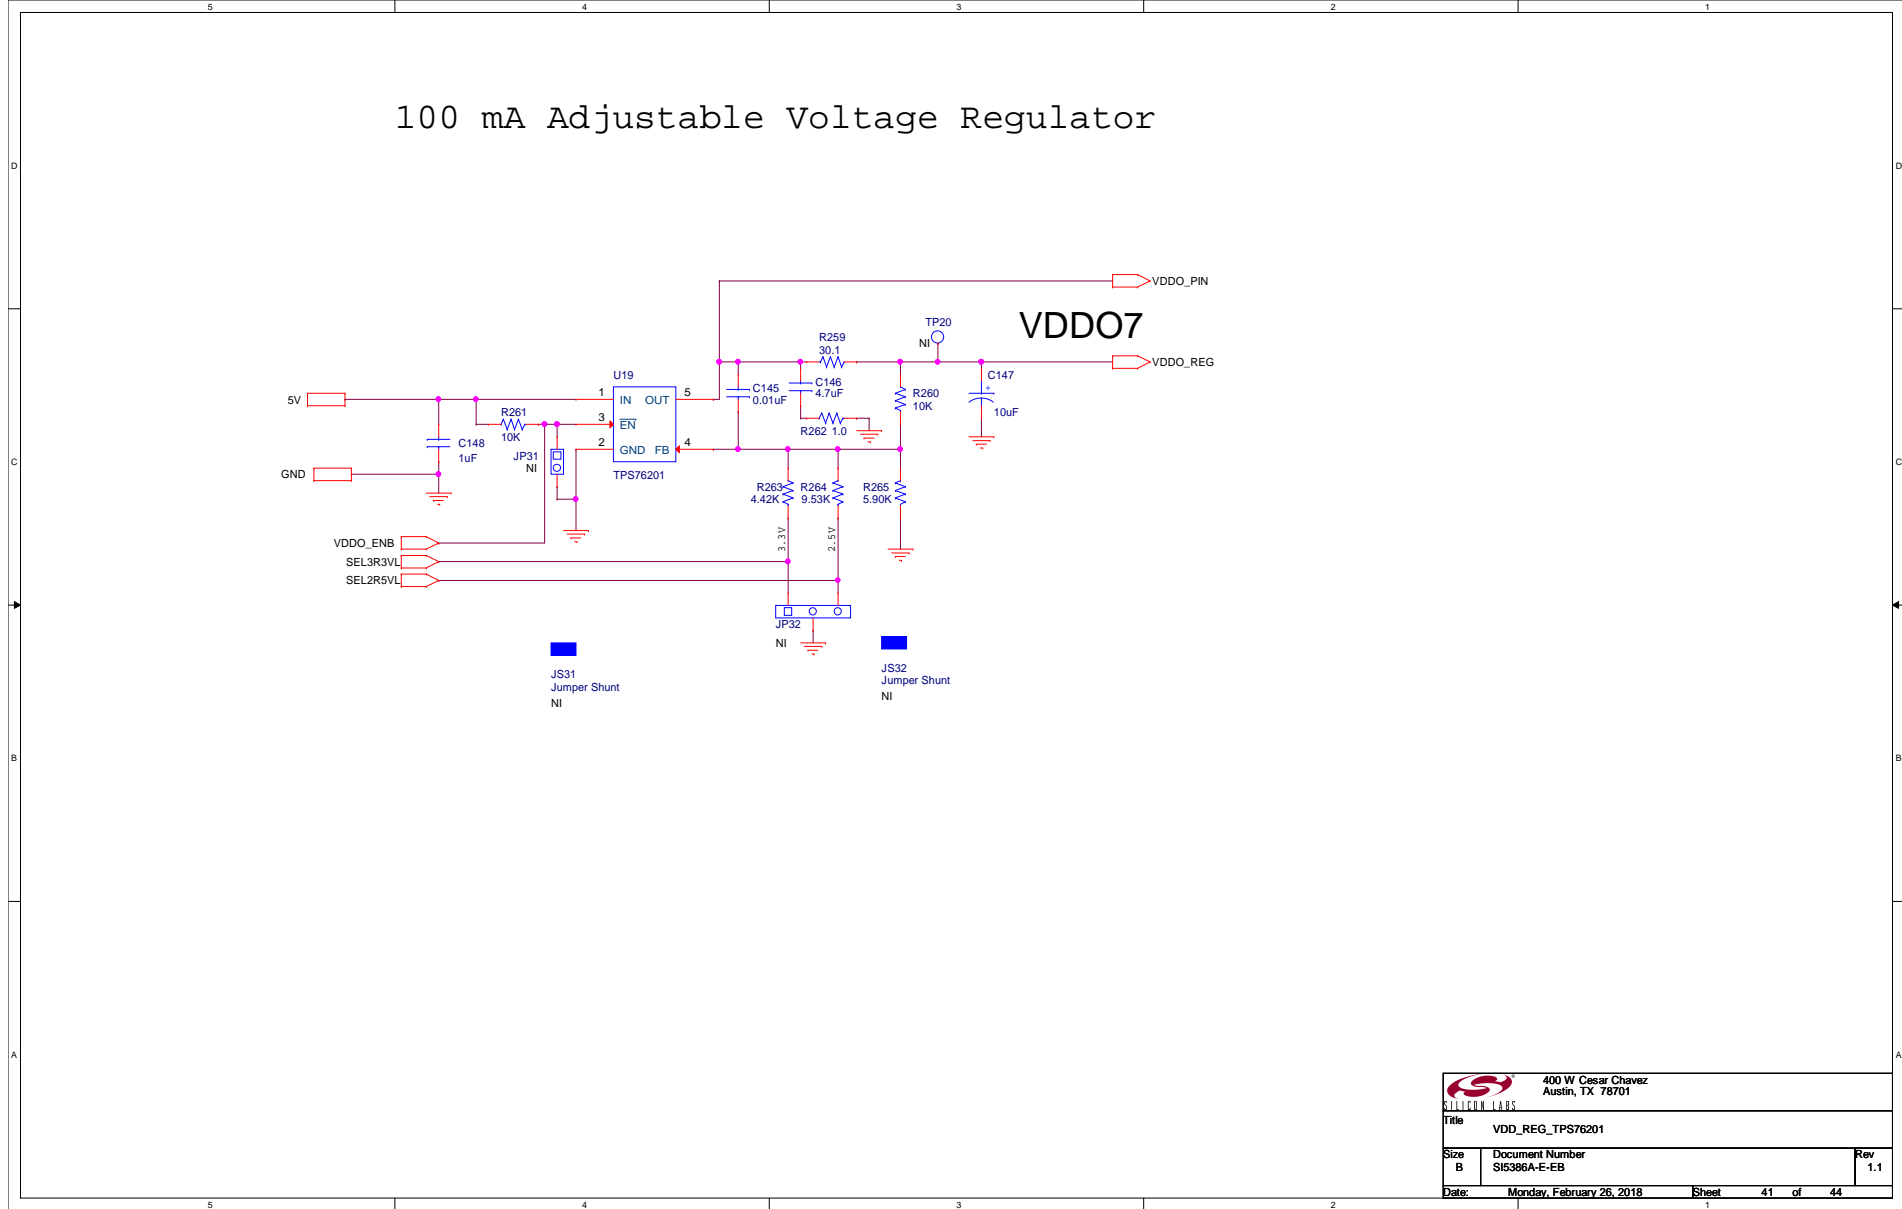 5 4 3 2 1
100 mA Adjustable Voltage Regulator
D D
VDDO_PIN
VDDO7
TP20
NI
R259
30.1
VDDO_REG
U19
C147
+
10uF
C145
0.01uF
C146
4.7uF
R260
10K
5V
1 IN OUT 5
3 EN
2 GND FB 4
TPS76201
R261
10K
R262 1.0
C148
1uF
JP31
NI
C C
GND
R263
4.42K
R264
9.53K
R265
5.90K
3.3V
2.5V
VDDO_ENB
SEL3R3VL
SEL2R5VL
JP32
NI
JS31
Jumper Shunt
NI
JS32
Jumper Shunt
NI
B B
A A
SILICON LABS
400 W Cesar Chavez
Austin, TX 78701
Title
VDD_REG_TPS76201
Size
B
Document Number
SI5386A-E-EB
Rev
1.1
Date: Monday, February 26, 2018 Sheet 41 of 44
5 4 3 2 1